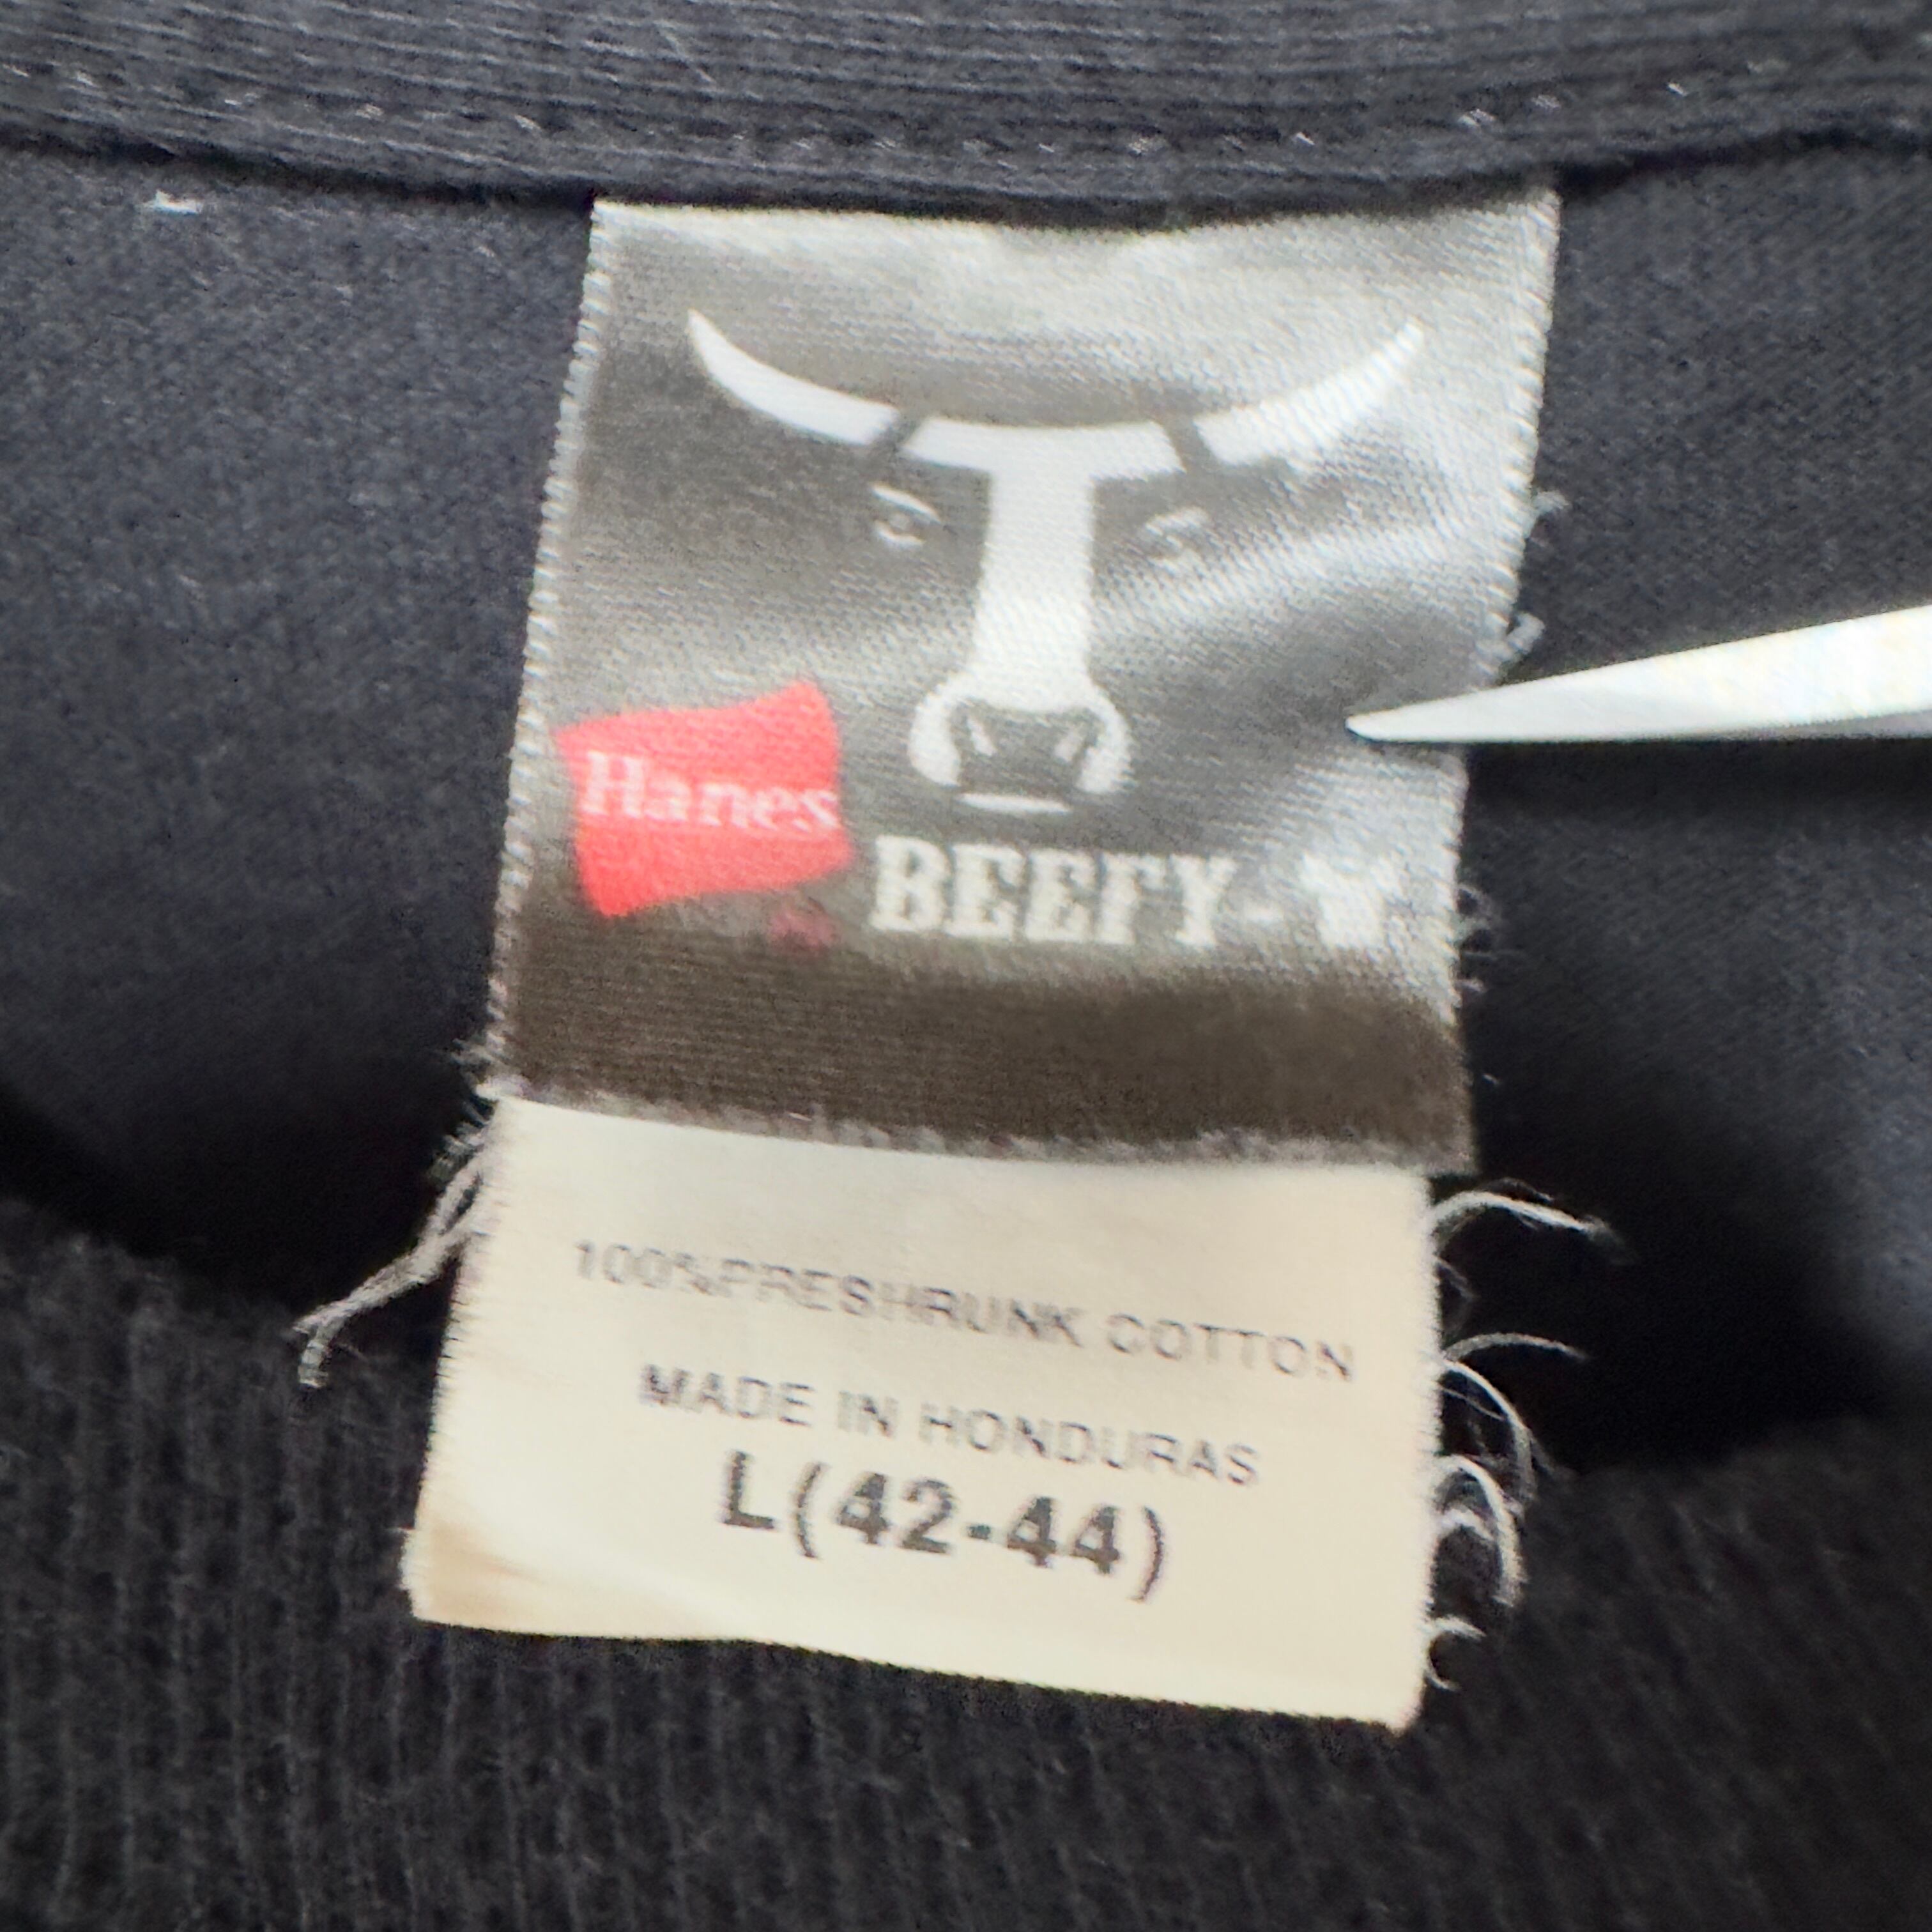 Hanes
BEEFY-T
100%PRESHRUNK COTTON
MADE IN HONDURAS
L(42-44)